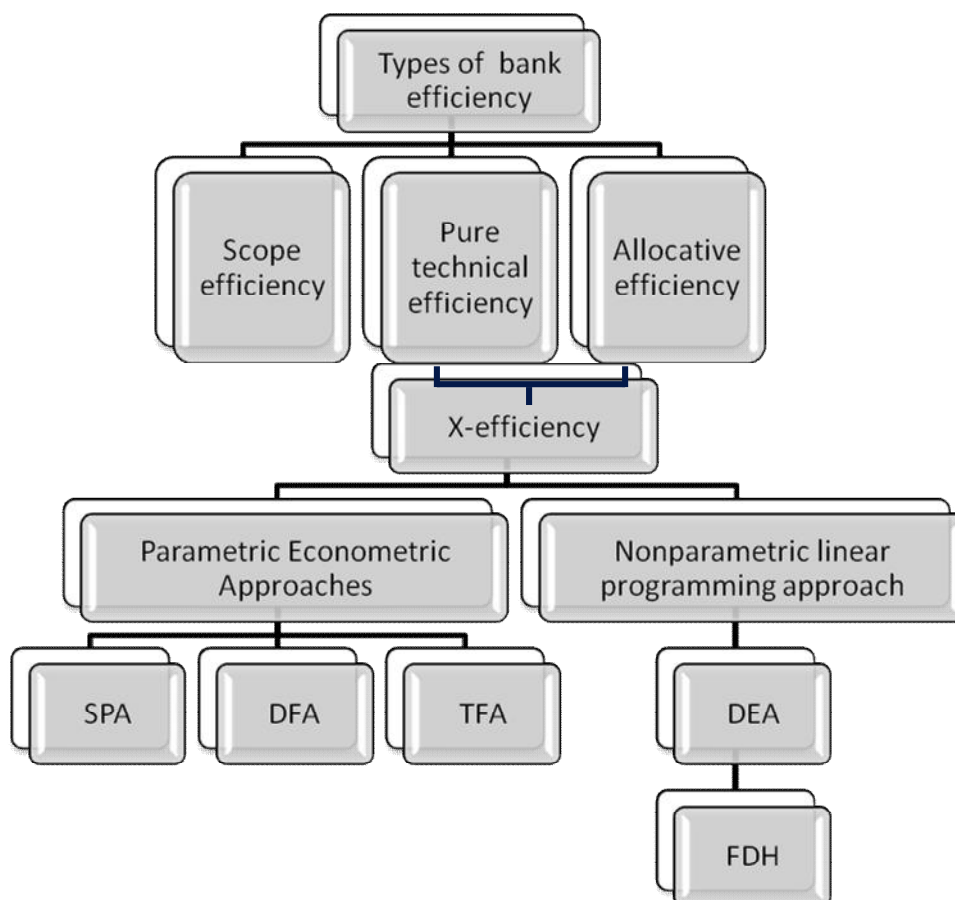 Types of bank
efficiency
Scope
efficiency
Pure
technical
efficiency
Allocative
efficiency
X-efficiency
Parametric Econometric
Approaches
Nonparametric linear
programming approach
SPA
DFA
TFA
DEA
FDH